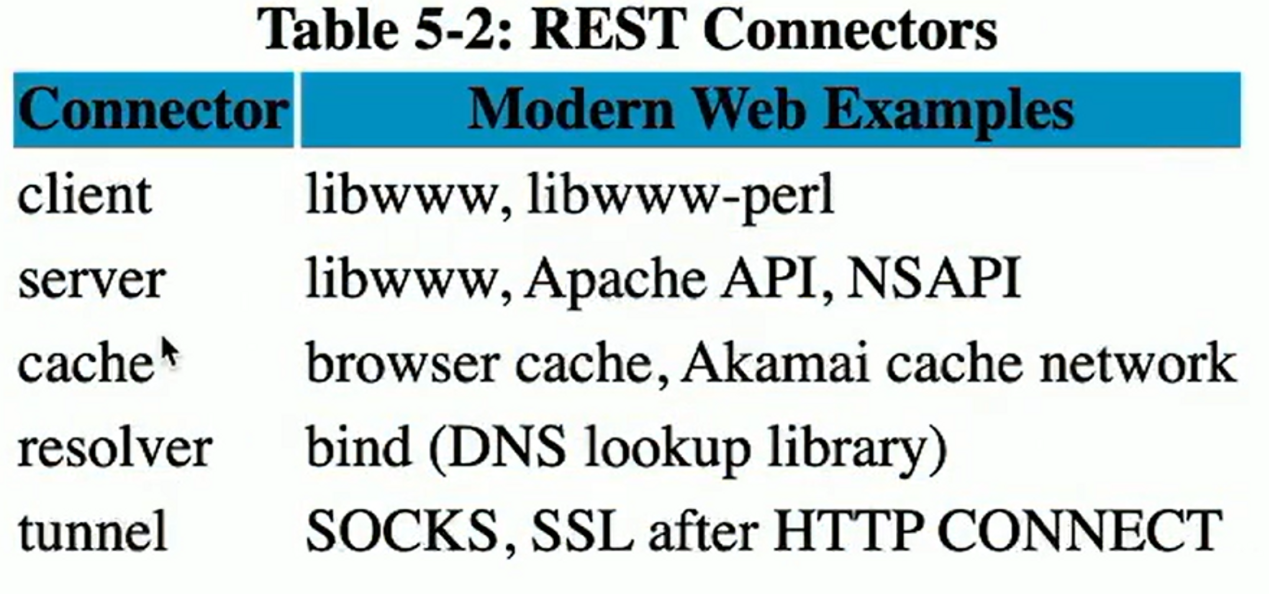 Table 5-2: REST Connectors
Connector Modern Web Examples
client libwww, libwww-perl
server libwww, Apache API, NSAPI
cache browser cache, Akamai cache network
resolver bind (DNS lookup library)
tunnel SOCKS, SSL after HTTP CONNECT